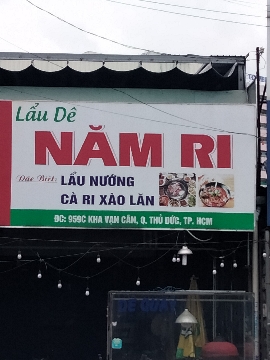 Lẩu Dê
NĂM RI
Đặc Biệt: LẨU NƯỚNG
CÀ RI XÀO LĂN
ĐC: 959C KHA VẠN CÂN, Q. THỦ ĐỨC, TP. HCM